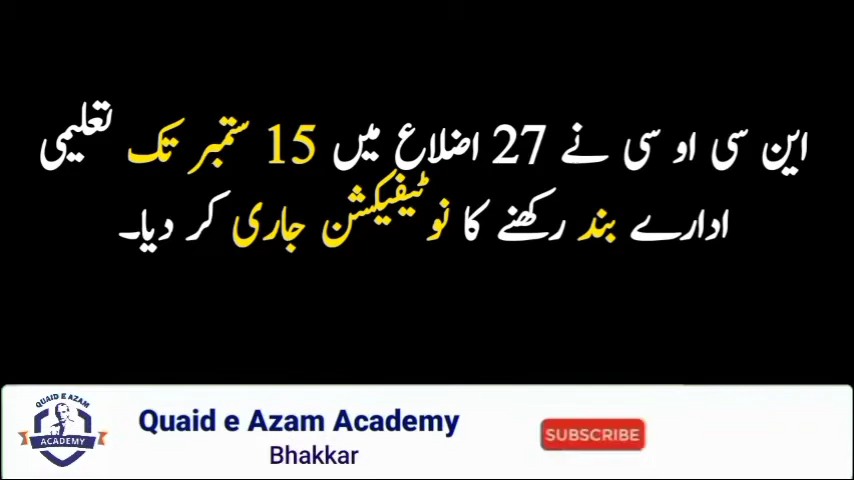 این سی او سی نے 27 اضلاع میں 15 ستمبر تک تعلیمی
ادارے بند رکھنے کا نوٹیفیکشن جاری کر دیا۔
QUAID E AZAM
ACADEMY
Quaid e Azam Academy
Bhakkar
SUBSCRIBE